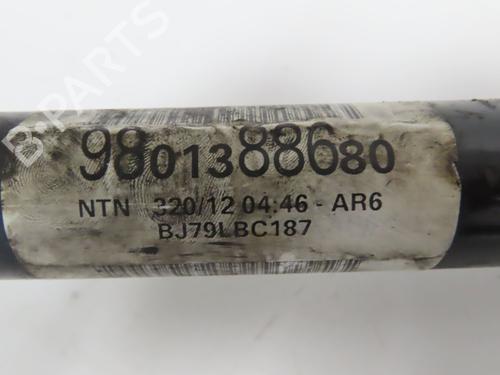 B-PARTS
9801388680
NTN 320/12 04:46 - AR6
BJ79LBC187